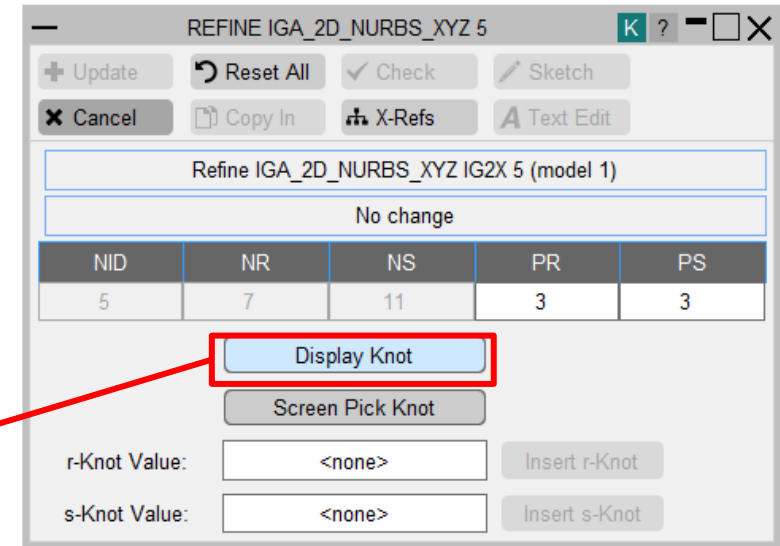 REFINE IGA_2D_NURBS_XYZ 5 K ?
Update Reset All Check Sketch
Cancel Copy In X-Refs A Text Edit
Refine IGA_2D_NURBS_XYZ IG2X 5 (model 1)
No change
NID NR NS PR PS
5 7 11 3 3
Display Knot
Screen Pick Knot
r-Knot Value: <none> Insert r-Knot
s-Knot Value: <none> Insert s-Knot